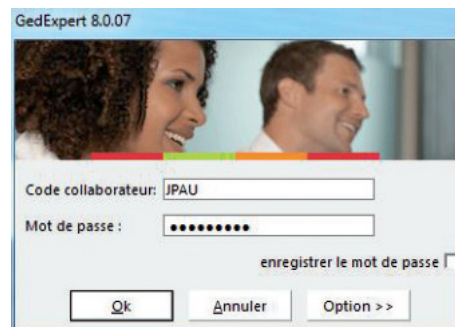 GedExpert 8.0.07
Code collaborateur: JPAU
Mot de passe : •••••••••
enregistrer le mot de passe
Ok Annuler Option >>